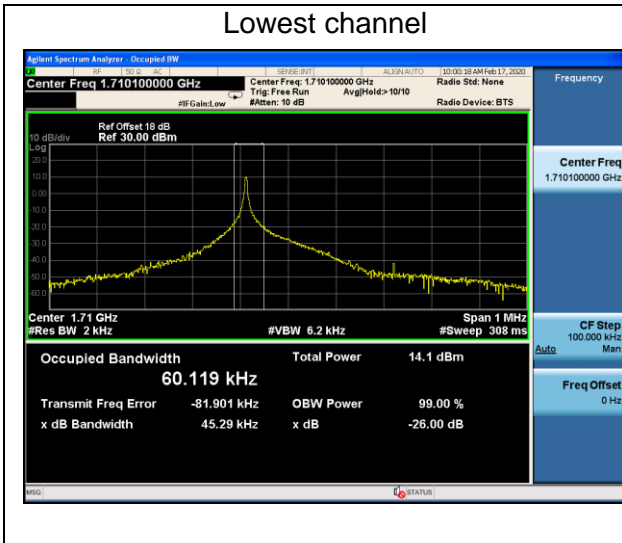 Lowest channel
Agilent Spectrum Analyzer - Occupied BW
RF 50 Ω AC SENSE:INT ALIGN AUTO 10:00:18 AM Feb 17, 2020
Center Freq 1.710100000 GHz Center Freq: 1.710100000 GHz Radio Std: None
Trig: Free Run Avg|Hold:> 10/10
#IFGain:Low #Atten: 10 dB Radio Device: BTS
Frequency
Ref Offset 18 dB
10 dB/div Ref 30.00 dBm
Log
20.0
10.0
0.00
-10.0
-20.0
-30.0
-40.0
-50.0
-60.0
Center Freq
1.710100000 GHz
Center 1.71 GHz Span 1 MHz
#Res BW 2 kHz #VBW 6.2 kHz #Sweep 308 ms
CF Step
100.000 kHz
Auto Man
Occupied Bandwidth Total Power 14.1 dBm
60.119 kHz
Freq Offset
0 Hz
Transmit Freq Error -81.901 kHz OBW Power 99.00 %
x dB Bandwidth 45.29 kHz x dB -26.00 dB
MSG STATUS